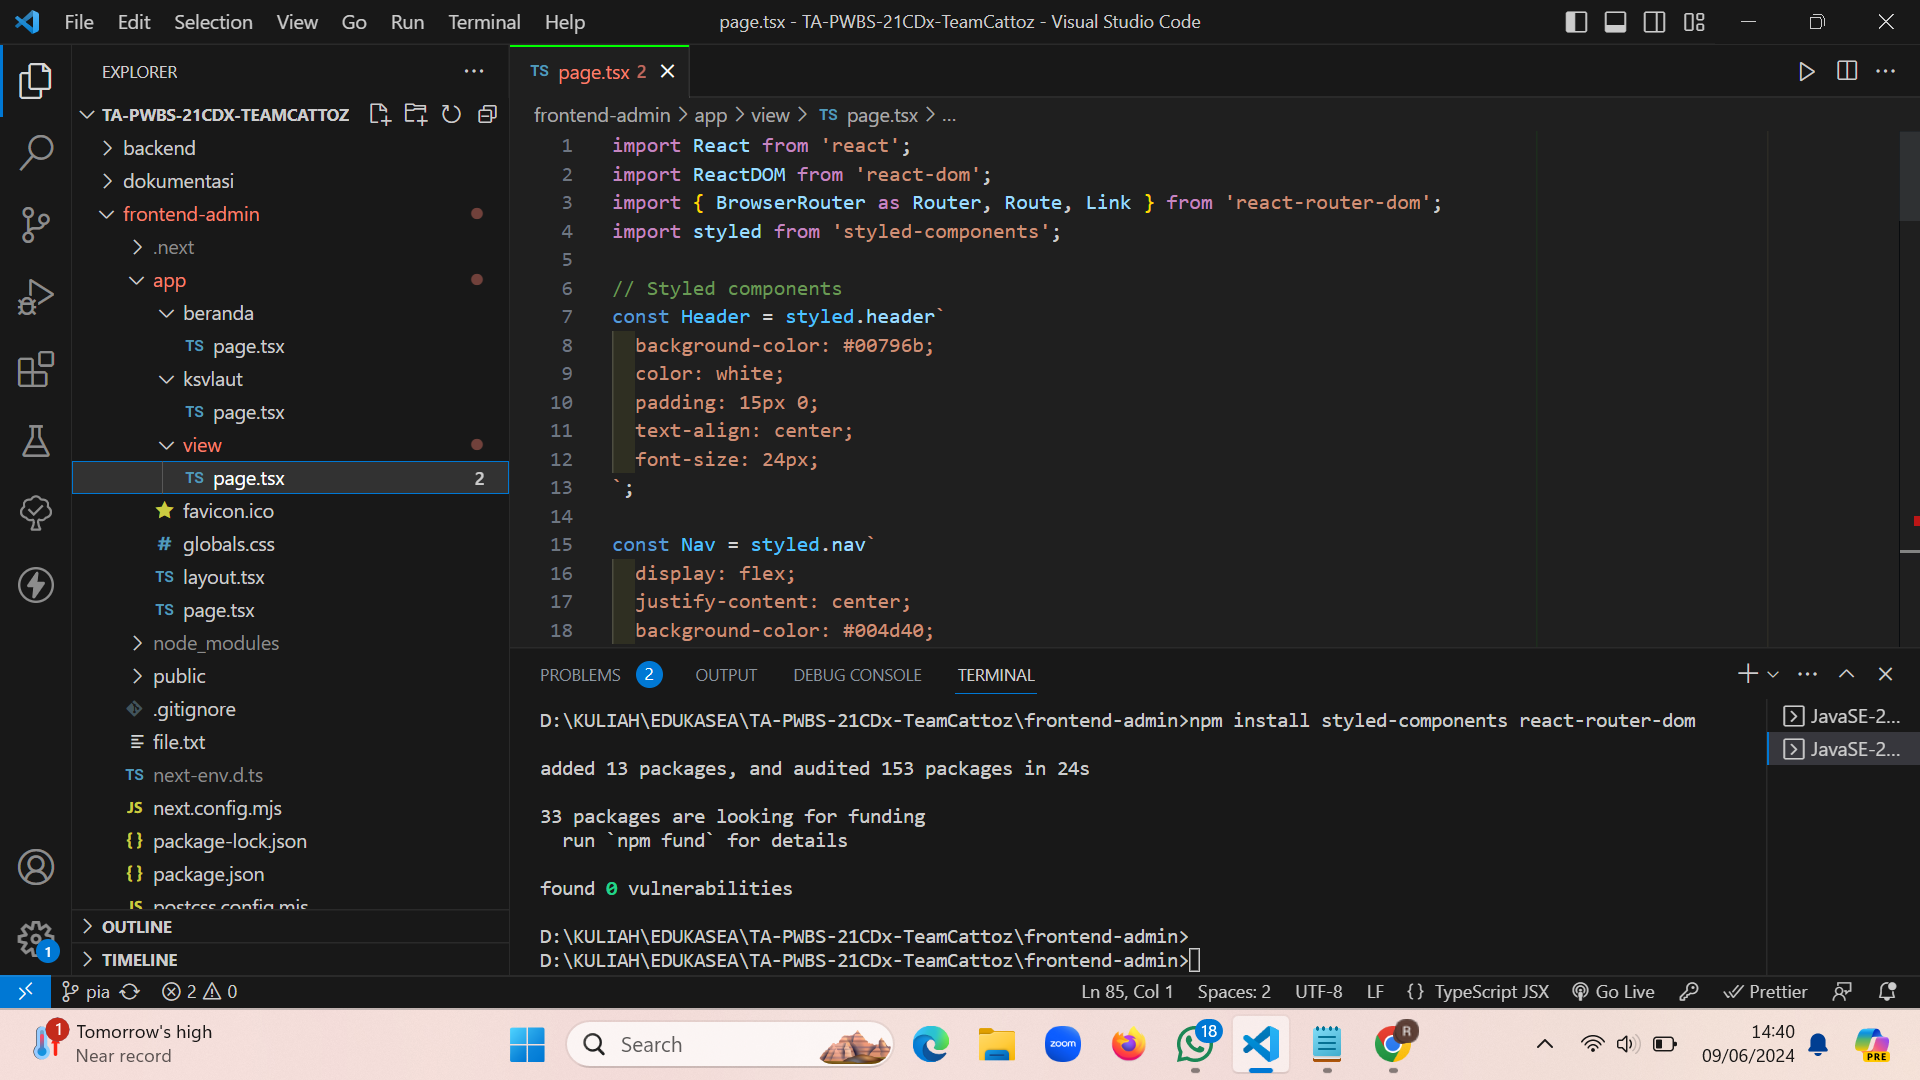 File Edit Selection View Go Run Terminal Help
page.tsx - TA-PWBS-21CDx-TeamCattoz - Visual Studio Code
EXPLORER
TA-PWBS-21CDX-TEAMCATTOZ
backend
dokumentasi
frontend-admin
.next
app
beranda
TS page.tsx
ksvlaut
TS page.tsx
view
TS page.tsx 2
favicon.ico
# globals.css
TS layout.tsx
TS page.tsx
node_modules
public
.gitignore
file.txt
TS next-env.d.ts
JS next.config.mjs
{} package-lock.json
{} package.json
JS postcss.config.mjs
OUTLINE
TIMELINE
1
TS page.tsx 2
frontend-admin > app > view > TS page.tsx > ...
1 import React from 'react';
2 import ReactDOM from 'react-dom';
3 import { BrowserRouter as Router, Route, Link } from 'react-router-dom';
4 import styled from 'styled-components';
5
6 // Styled components
7 const Header = styled.header`
8 background-color: #00796b;
9 color: white;
10 padding: 15px 0;
11 text-align: center;
12 font-size: 24px;
13 `;
14
15 const Nav = styled.nav`
16 display: flex;
17 justify-content: center;
18 background-color: #004d40;
PROBLEMS 2 OUTPUT DEBUG CONSOLE TERMINAL
D:\KULIAH\EDUKASEA\TA-PWBS-21CDx-TeamCattoz\frontend-admin>npm install styled-components react-router-dom
added 13 packages, and audited 153 packages in 24s
33 packages are looking for funding
run `npm fund` for details
found 0 vulnerabilities
D:\KULIAH\EDUKASEA\TA-PWBS-21CDx-TeamCattoz\frontend-admin>
D:\KULIAH\EDUKASEA\TA-PWBS-21CDx-TeamCattoz\frontend-admin>
JavaSE-2...
JavaSE-2...
pia 2 0
Ln 85, Col 1 Spaces: 2 UTF-8 LF {} TypeScript JSX Go Live Prettier
1 Tomorrow's high
Near record
Search
zoom
18
R
14:40
09/06/2024
PRE